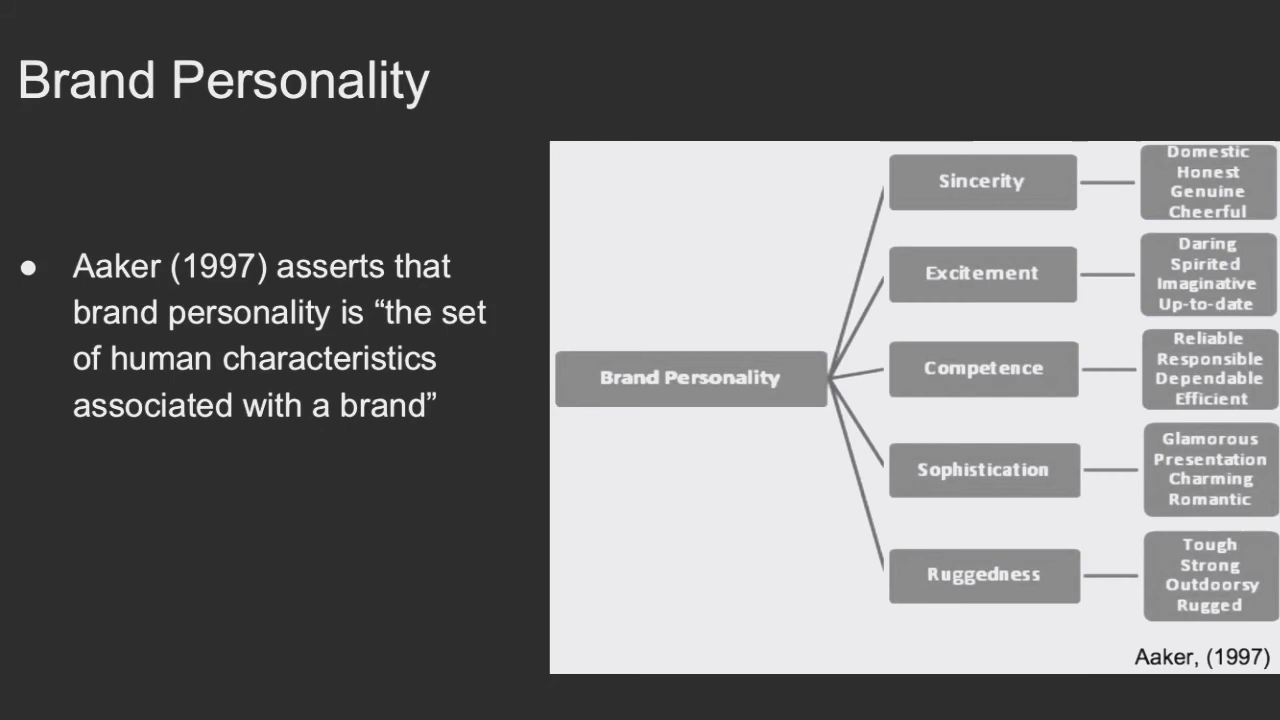 Brand Personality
● Aaker (1997) asserts that
brand personality is “the set
of human characteristics
associated with a brand”
Brand Personality
Sincerity
Domestic
Honest
Genuine
Cheerful
Excitement
Daring
Spirited
Imaginative
Up-to-date
Competence
Reliable
Responsible
Dependable
Efficient
Sophistication
Glamorous
Presentation
Charming
Romantic
Ruggedness
Tough
Strong
Outdoorsy
Rugged
Aaker, (1997)